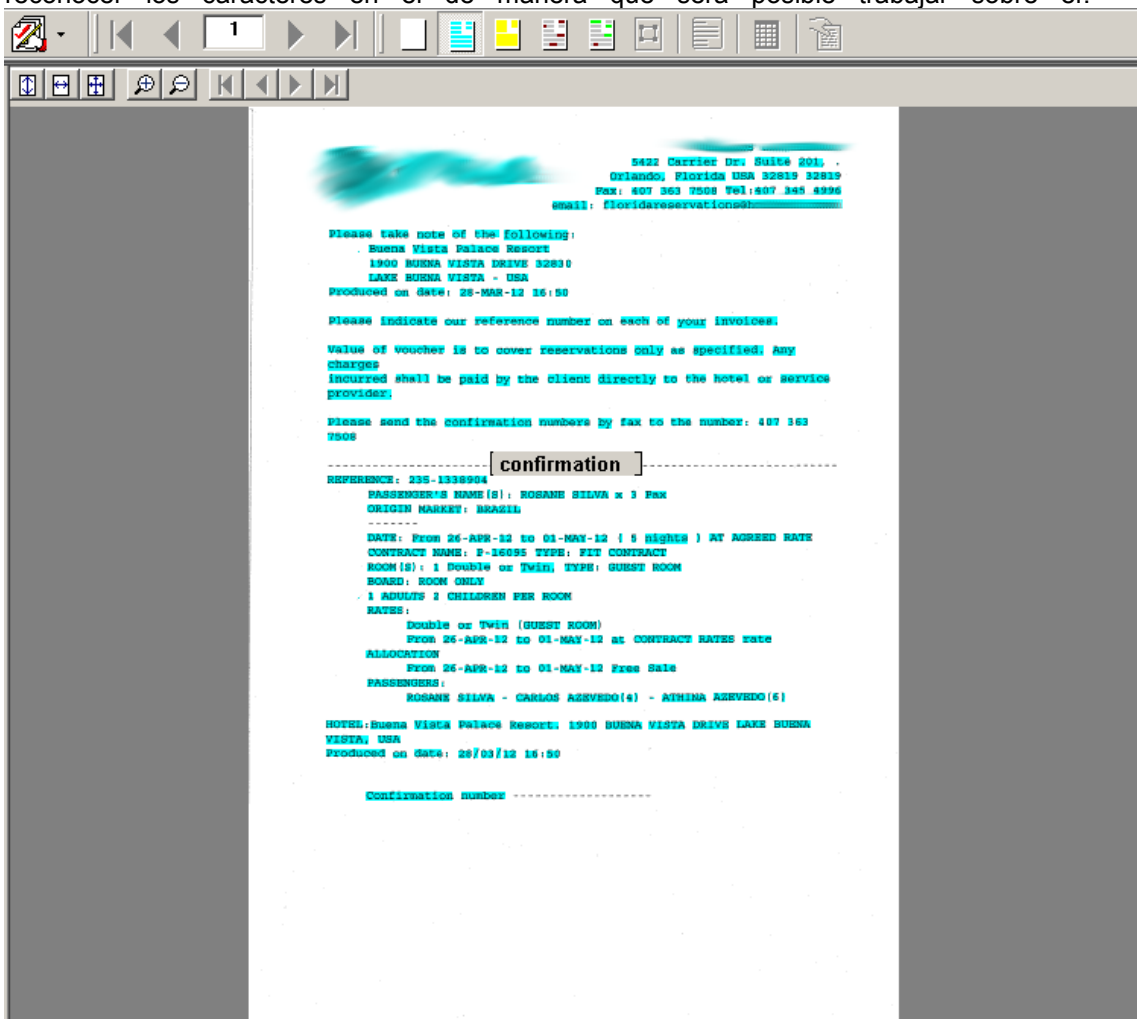 reconocer los caracteres en él de manera que será posible trabajar sobre él.
1
5422 Carrier Dr. Suite 201, .
Orlando, Florida USA 32819 32819
Fax: 407 363 7508 Tel:407 345 4996
email: floridareservations@
Please take note of the following:
Buena Vista Palace Resort
1900 BUENA VISTA DRIVE 32830
LAKE BUENA VISTA - USA
Produced on date: 28-MAR-12 16:50
Please indicate our reference number on each of your invoices.
Value of voucher is to cover reservations only as specified. Any
charges
incurred shall be paid by the client directly to the hotel or service
provider.
Please send the confirmation numbers by fax to the number: 407 363
7508
confirmation
REFERENCE: 235-1338904
PASSENGER'S NAME(S): ROSANE SILVA x 3 Pax
ORIGIN MARKET: BRAZIL
-------
DATE: From 26-APR-12 to 01-MAY-12 ( 5 nights ) AT AGREED RATE
CONTRACT NAME: P-16095 TYPE: FIT CONTRACT
ROOM(S): 1 Double or Twin, TYPE: GUEST ROOM
BOARD: ROOM ONLY
1 ADULTS 2 CHILDREN PER ROOM
RATES:
Double or Twin (GUEST ROOM)
From 26-APR-12 to 01-MAY-12 at CONTRACT RATES rate
ALLOCATION
From 26-APR-12 to 01-MAY-12 Free Sale
PASSENGERS:
ROSANE SILVA - CARLOS AZEVEDO(4) - ATHINA AZEVEDO(6)
HOTEL:Buena Vista Palace Resort. 1900 BUENA VISTA DRIVE LAKE BUENA
VISTA, USA
Produced on date: 28/03/12 16:50
Confirmation number -------------------